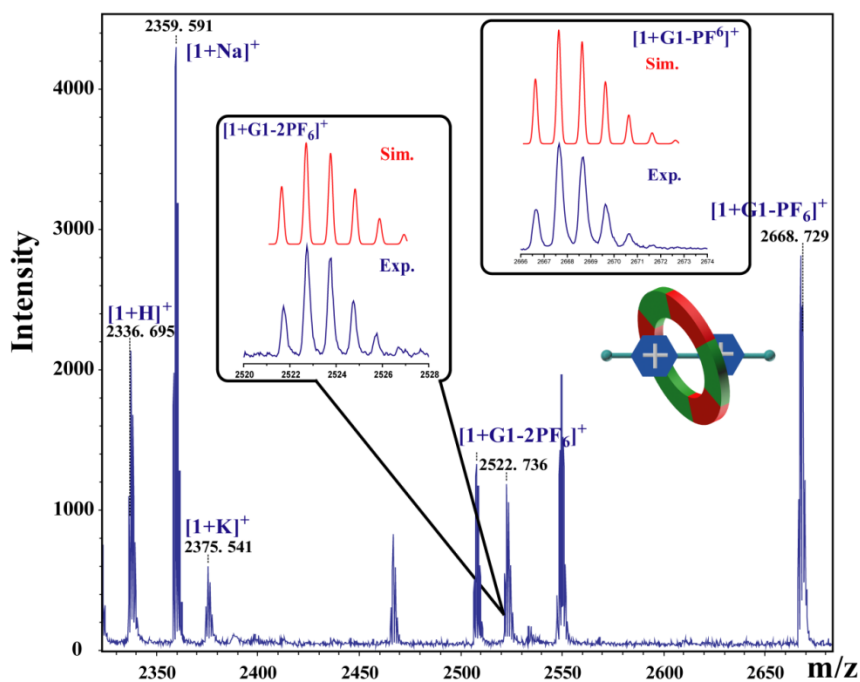 2359. 591
[1+Na]⁺
[1+G1-PF⁶]⁺
Sim.
Exp.
2666 2667 2668 2669 2670 2671 2672 2673 2674
[1+G1-2PF₆]⁺
Sim.
Exp.
2520 2522 2524 2526 2528
[1+G1-PF₆]⁺
2668. 729
[1+H]⁺
2336. 695
[1+K]⁺
2375. 541
[1+G1-2PF₆]⁺
2522. 736
+ +
Intensity
4000
3000
2000
1000
0
2350 2400 2450 2500 2550 2600 2650 m/z